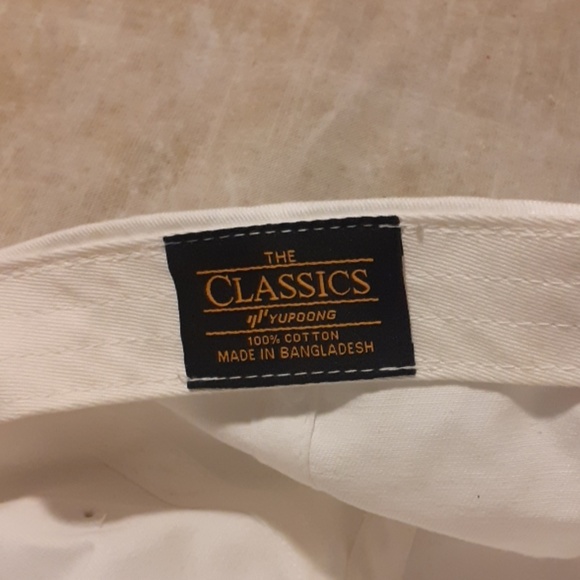 THE
CLASSICS
YUPOONG
100% COTTON
MADE IN BANGLADESH